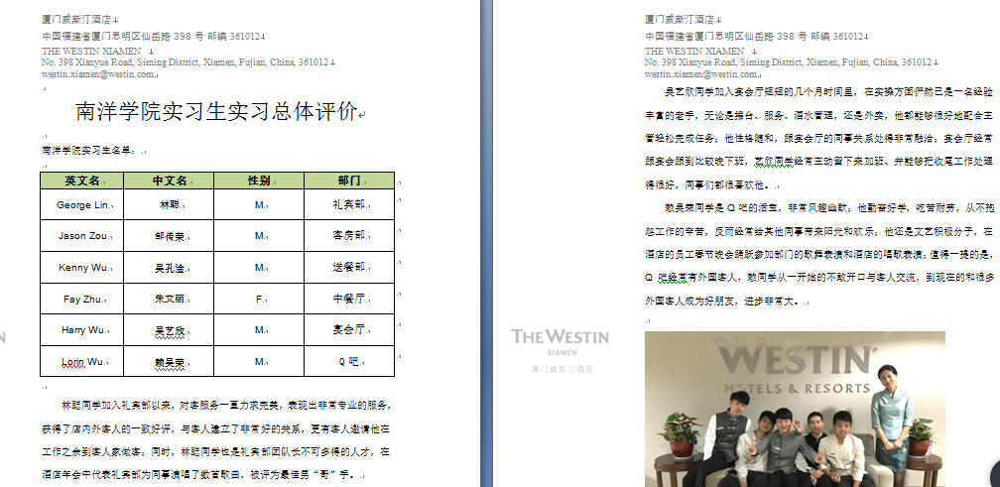 厦门威斯汀酒店
中国福建省厦门思明区仙岳路 398 号 邮编 361012
THE WESTIN XIAMEN
No. 398 Xianyue Road, Siming District, Xiamen, Fujian, China, 361012
westin.xiamen@westin.com
南洋学院实习生实习总体评价
南洋学院实习生名单：
英文名 中文名 性别 部门
George Lin 林聪 M 礼宾部
Jason Zou 邹传荣 M 客房部
Kenny Wu 吴孔淦 M 送餐部
Fay Zhu 朱文丽 F 中餐厅
Harry Wu 吴艺欣 M 宴会厅
Lorin Wu 赖吴荣 M Q 吧
林聪同学加入礼宾部以来，对客服务一直力求完美，表现出非常专业的服务，
获得了店内外客人的一致好评，与客人建立了非常好的关系，更有客人邀请他在
工作之余到客人家做客；同时，林聪同学也是礼宾部团队长不可多得的人才，在
酒店年会中代表礼宾部为同事演唱了数首歌曲，被评为最佳男“哥”手。
厦门威斯汀酒店
中国福建省厦门思明区仙岳路 398 号 邮编 361012
THE WESTIN XIAMEN
No. 398 Xianyue Road, Siming District, Xiamen, Fujian, China, 361012
westin.xiamen@westin.com
吴艺欣同学加入宴会厅短短的几个月时间里，在实操方面俨然已是一名经验
丰富的老手，无论是摆台、服务、酒水管理，还是外卖，他都能够很好地配合主
管轻松完成任务；他性格随和，跟宴会厅的同事关处得非常融洽；宴会厅经常
跟宴会跟到比较晚下班，艺欣同学经常主动留下来加班、并能够把收尾工作处理
得很好，同事们都很喜欢他。
赖吴荣同学是 Q 吧的活宝，非常风趣幽默；他勤奋好学，吃苦耐劳，从不抱
怨工作的辛苦，反而经常给其他同事带来阳光和欢乐；他还是文艺积极分子，在
酒店的员工春节晚会踊跃参加部门的歌舞表演和酒店的唱歌表演；值得一提的是，
Q 吧经常有外国客人，赖同学从一开始的不敢开口与客人交流，到现在的和很多
外国客人成为好朋友，进步非常大。
THE WESTIN
XIAMEN
厦门威斯汀酒店
WESTIN
HOTELS & RESORTS